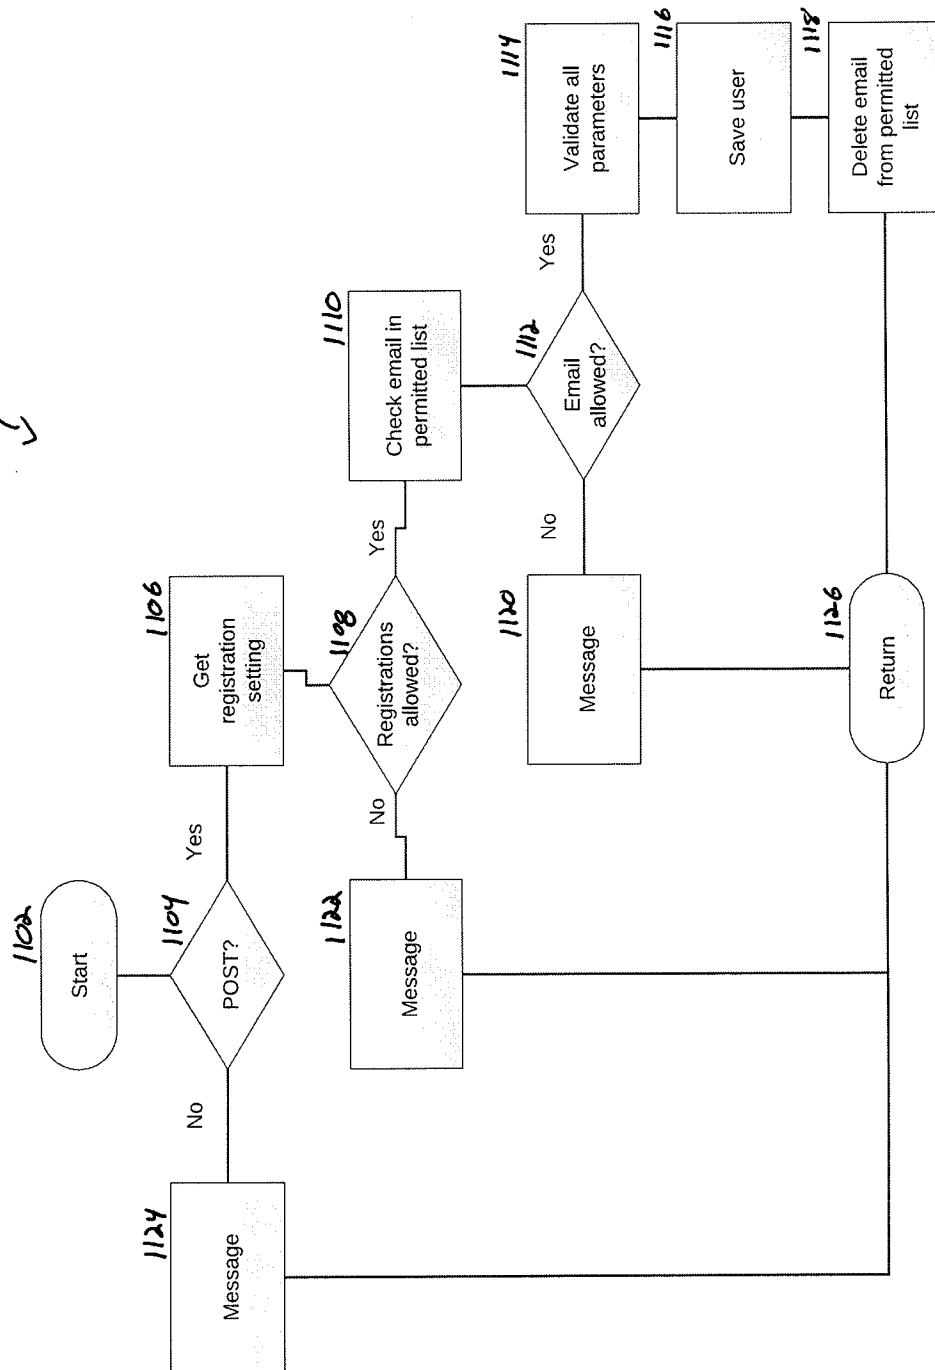 1102
Start
1104
POST?
No
Yes
1124
Message
1106
Get
registration
setting
1108
Registrations
allowed?
No
Yes
1122
Message
1110
Check email in
permitted list
1112
Email
allowed?
No
Yes
1120
Message
1114
Validate all
parameters
1116
Save user
1118
Delete email
from permitted
list
1126
Return